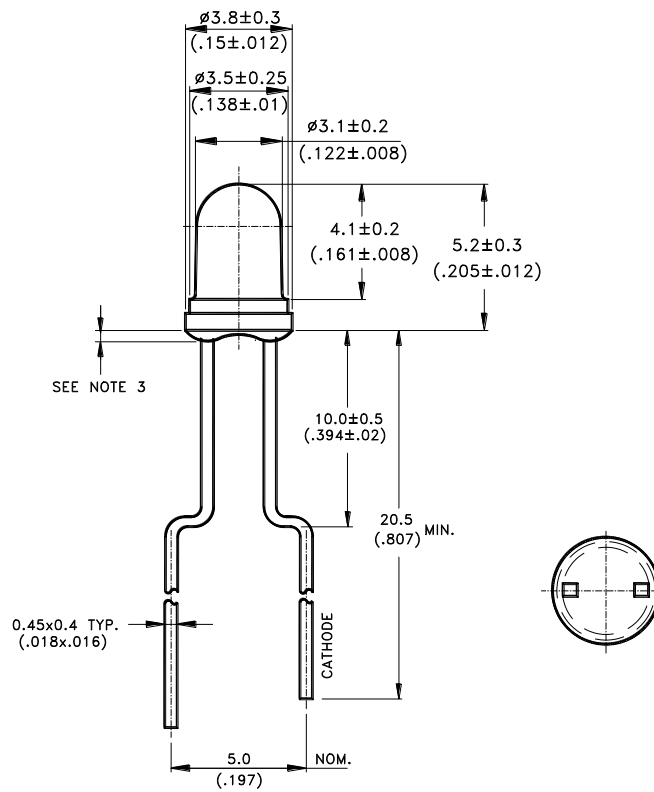 ø3.8±0.3
(.15±.012)
ø3.5±0.25
(.138±.01)
ø3.1±0.2
(.122±.008)
4.1±0.2
(.161±.008)
5.2±0.3
(.205±.012)
SEE NOTE 3
10.0±0.5
(.394±.02)
20.5 MIN.
(.807)
0.45x0.4 TYP.
(.018x.016)
CATHODE
5.0 NOM.
(.197)